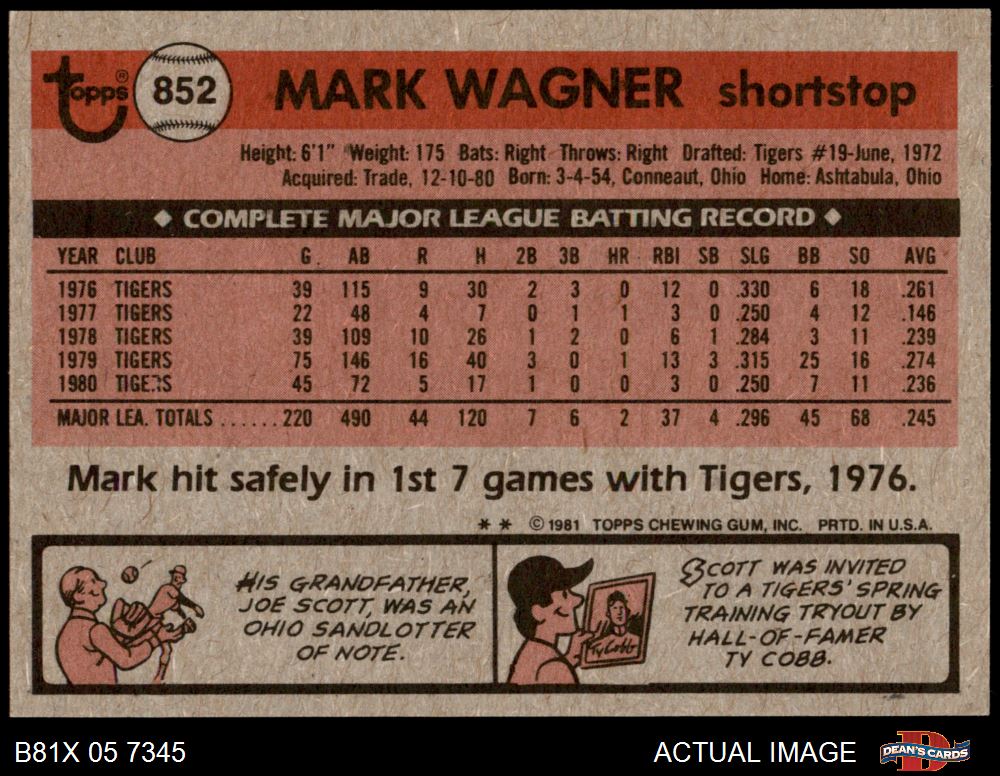 Topps® 852 MARK WAGNER shortstop
Height: 6'1" Weight: 175 Bats: Right Throws: Right Drafted: Tigers #19-June, 1972
Acquired: Trade, 12-10-80 Born: 3-4-54, Conneaut, Ohio Home: Ashtabula, Ohio
◆ COMPLETE MAJOR LEAGUE BATTING RECORD ◆
YEAR CLUB G AB R H 2B 3B HR RBI SB SLG BB SO AVG
1976 TIGERS 39 115 9 30 2 3 0 12 0 .330 6 18 .261
1977 TIGERS 22 48 4 7 0 1 1 3 0 .250 4 12 .146
1978 TIGERS 39 109 10 26 1 2 0 6 1 .284 3 11 .239
1979 TIGERS 75 146 16 40 3 0 1 13 3 .315 25 16 .274
1980 TIGERS 45 72 5 17 1 0 0 3 0 .250 7 11 .236
MAJOR LEA. TOTALS ......220 490 44 120 7 6 2 37 4 .296 45 68 .245
Mark hit safely in 1st 7 games with Tigers, 1976.
* * © 1981 TOPPS CHEWING GUM, INC. PRTD. IN U.S.A.
HIS GRANDFATHER,
JOE SCOTT, WAS AN
OHIO SANDLOTTER
OF NOTE.
Ty Cobb
SCOTT WAS INVITED
TO A TIGERS' SPRING
TRAINING TRYOUT BY
HALL-OF-FAMER
TY COBB.
B81X 05 7345 ACTUAL IMAGE DEAN'S CARDS